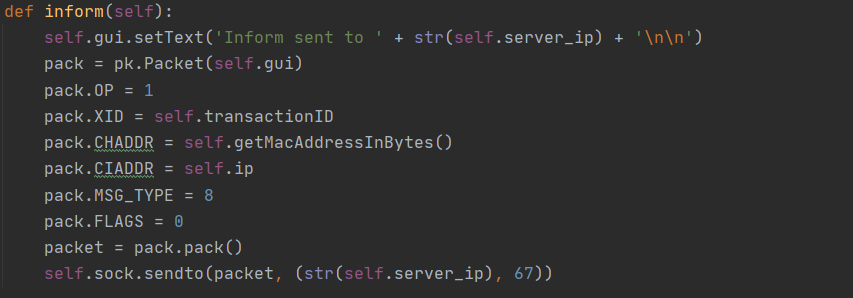 def inform(self):
    self.gui.setText('Inform sent to ' + str(self.server_ip) + '\n\n')
    pack = pk.Packet(self.gui)
    pack.OP = 1
    pack.XID = self.transactionID
    pack.CHADDR = self.getMacAddressInBytes()
    pack.CIADDR = self.ip
    pack.MSG_TYPE = 8
    pack.FLAGS = 0
    packet = pack.pack()
    self.sock.sendto(packet, (str(self.server_ip), 67))